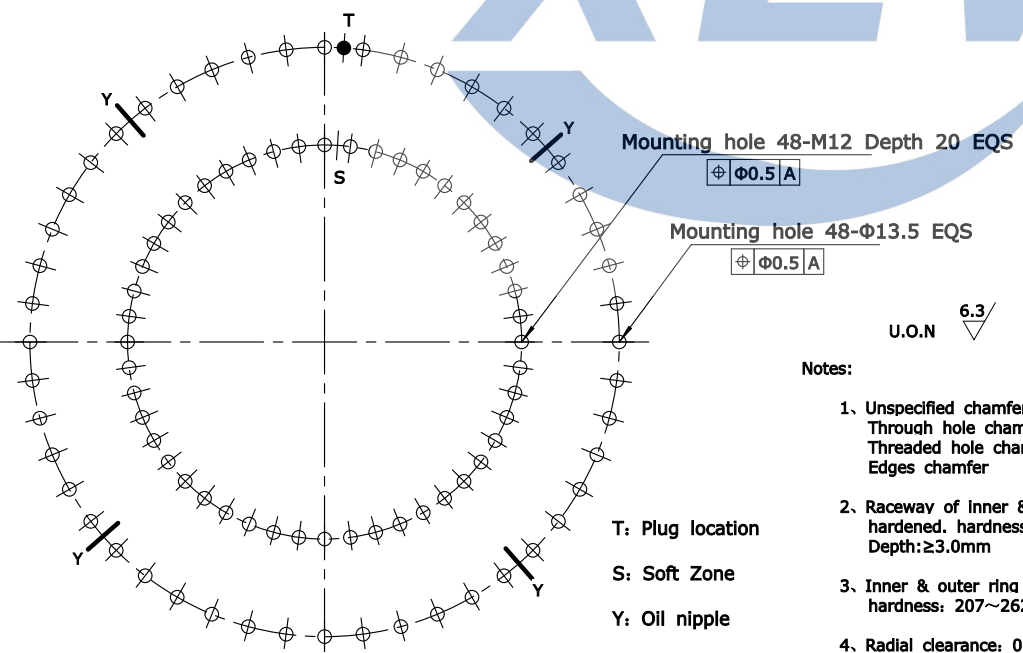 T
Y
Y
Mounting hole 48-M12 Depth 20 EQS
⌖ Φ0.5 A
S
Mounting hole 48-Φ13.5 EQS
⌖ Φ0.5 A
6.3
U.O.N
Notes:
1、Unspecified chamfer
Through hole cham
Threaded hole cham
Edges chamfer
2、Raceway of inner &
hardened. hardness
Depth:≥3.0mm
3、Inner & outer ring
hardness: 207~262
4、Radial clearance: 0
T: Plug location
S: Soft Zone
Y: Oil nipple
Y
Y